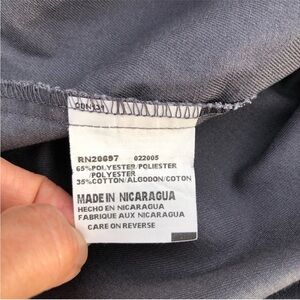 RN20697 022005
65%POLYESTER/POLIESTER
/POLYESTER
35%COTTON/ALGODON/COTON
MADE IN NICARAGUA
HECHO EN NICARAGUA
FABRIQUE AUX NICARAGUA
CARE ON REVERSE